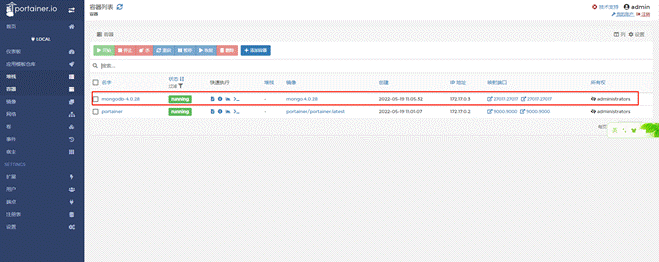 portainer.io
首页
LOCAL
仪表板
应用模板仓库
堆栈
容器
镜像
网络
卷
事件
宿主
SETTINGS
扩展
用户
端点
注册表
设置
容器列表
容器
技术支持 admin
我的账户 注销
容器
列 设置
开始 停止 杀 重启 暂停 恢复 删除 + 添加容器
搜索...
名字 状态 快速执行 堆栈 镜像 创建 IP 地址 映射端口 所有权
过滤
mongodb-4.0.28 running - mongo:4.0.28 2022-05-19 11:05:32 172.17.0.3 27017:27017 27017:27017 administrators
portainer running - portainer/portainer:latest 2022-05-19 11:01:07 172.17.0.2 9000:9000 9000:9000 administrators